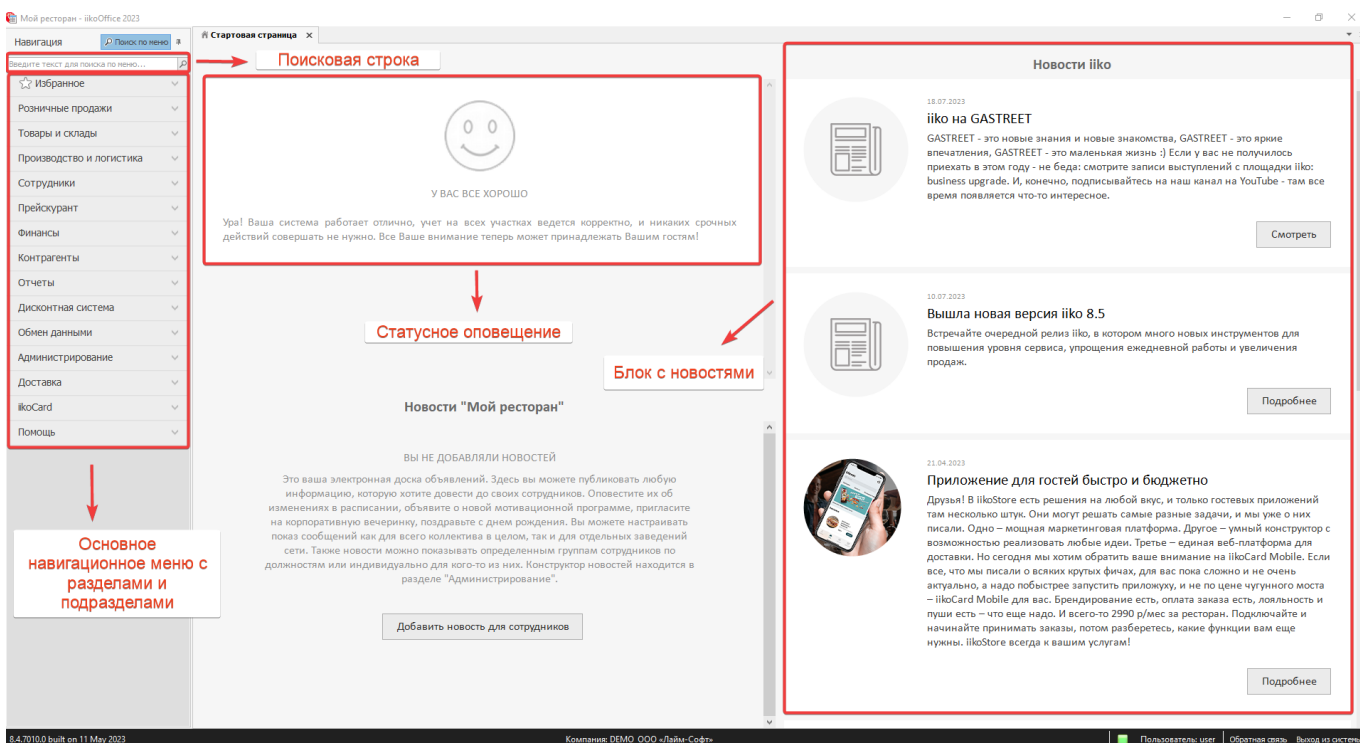 Мой ресторан - iikoOffice 2023
Навигация
Поиск по меню
Стартовая страница
Введите текст для поиска по меню...
Поисковая строка
Избранное
Розничные продажи
Товары и склады
Производство и логистика
Сотрудники
Прейскурант
Финансы
Контрагенты
Отчеты
Дисконтная система
Обмен данными
Администрирование
Доставка
iikoCard
Помощь
Основное
навигационное меню с
разделами и
подразделами
У ВАС ВСЕ ХОРОШО
Ура! Ваша система работает отлично, учет на всех участках ведется корректно, и никаких срочных
действий совершать не нужно. Все Ваше внимание теперь может принадлежать Вашим гостям!
Статусное оповещение
Блок с новостями
Новости "Мой ресторан"
ВЫ НЕ ДОБАВЛЯЛИ НОВОСТЕЙ
Это ваша электронная доска объявлений. Здесь вы можете публиковать любую
информацию, которую хотите довести до своих сотрудников. Оповестите их об
изменениях в расписании, объявите о новой мотивационной программе, пригласите
на корпоративную вечеринку, поздравьте с днем рождения. Вы можете настраивать
показ сообщений как для всего коллектива в целом, так и для отдельных заведений
сети. Также новости можно показывать определенным группам сотрудников по
должностям или индивидуально для кого-то из них. Конструктор новостей находится в
разделе "Администрирование".
Добавить новость для сотрудников
Новости iiko
18.07.2023
iiko на GASTREET
GASTREET - это новые знания и новые знакомства, GASTREET - это яркие
впечатления, GASTREET - это маленькая жизнь :) Если у вас не получилось
приехать в этом году - не беда: смотрите записи выступлений с площадки iiko:
business upgrade. И, конечно, подписывайтесь на наш канал на YouTube - там все
время появляется что-то интересное.
Смотреть
10.07.2023
Вышла новая версия iiko 8.5
Встречайте очередной релиз iiko, в котором много новых инструментов для
повышения уровня сервиса, упрощения ежедневной работы и увеличения
продаж.
Подробнее
21.04.2023
Приложение для гостей быстро и бюджетно
Друзья! В iikoStore есть решения на любой вкус, и только гостевых приложений
там несколько штук. Они могут решать самые разные задачи, и мы уже о них
писали. Одно – мощная маркетинговая платформа. Другое – умный конструктор с
возможностью реализовать любые идеи. Третье – единая веб-платформа для
доставки. Но сегодня мы хотим обратить ваше внимание на iikoCard Mobile. Если
все, что мы писали о всяких крутых фичах, для вас пока сложно и не очень
актуально, а надо побыстрее запустить приложуху, и не по цене чугунного моста
– iikoCard Mobile для вас. Брендирование есть, оплата заказа есть, лояльность и
пуши есть – что еще надо. И всего-то 2990 р/мес за ресторан. Подключайте и
начинайте принимать заказы, потом разберетесь, какие функции вам еще
нужны. iikoStore всегда к вашим услугам!
Подробнее
8.4.7010.0 built on 11 May 2023
Компания: DEMO ООО «Лайм-Софт»
Пользователь: user
Обратная связь
Выход из системы